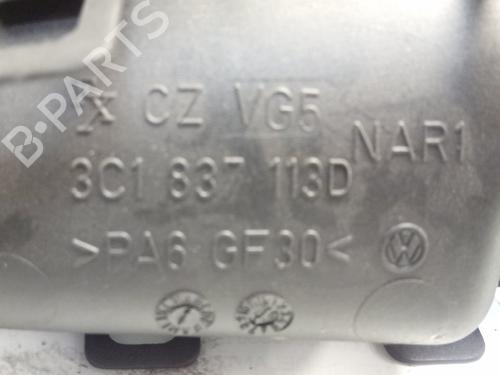 B-PARTS
CZ VG5
NAR1
3C1 837 113D
>PA6 GF30<